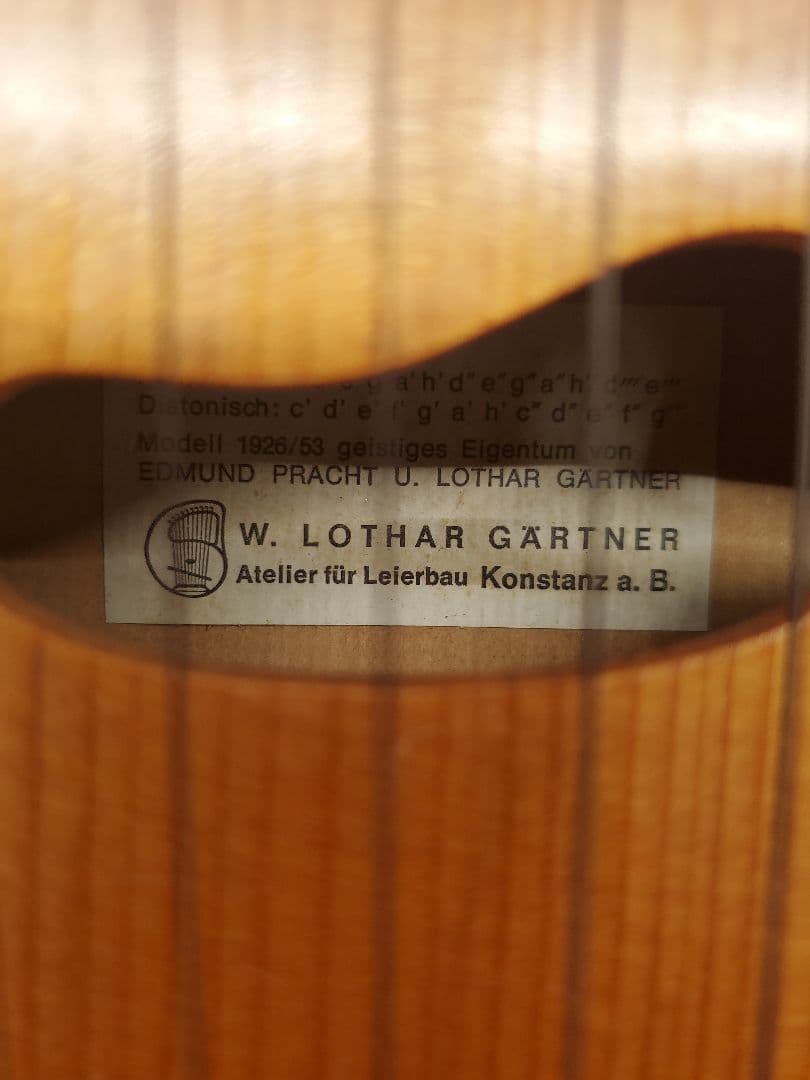 g' a' h' d" e" g" a" h" d"' e"'
Diatonisch: c' d' e' f' g' a' h' c" d" e" f" g"
Modell 1926/53 geistiges Eigentum von
EDMUND PRACHT U. LOTHAR GÄRTNER
W. LOTHAR GÄRTNER
Atelier für Leierbau Konstanz a. B.